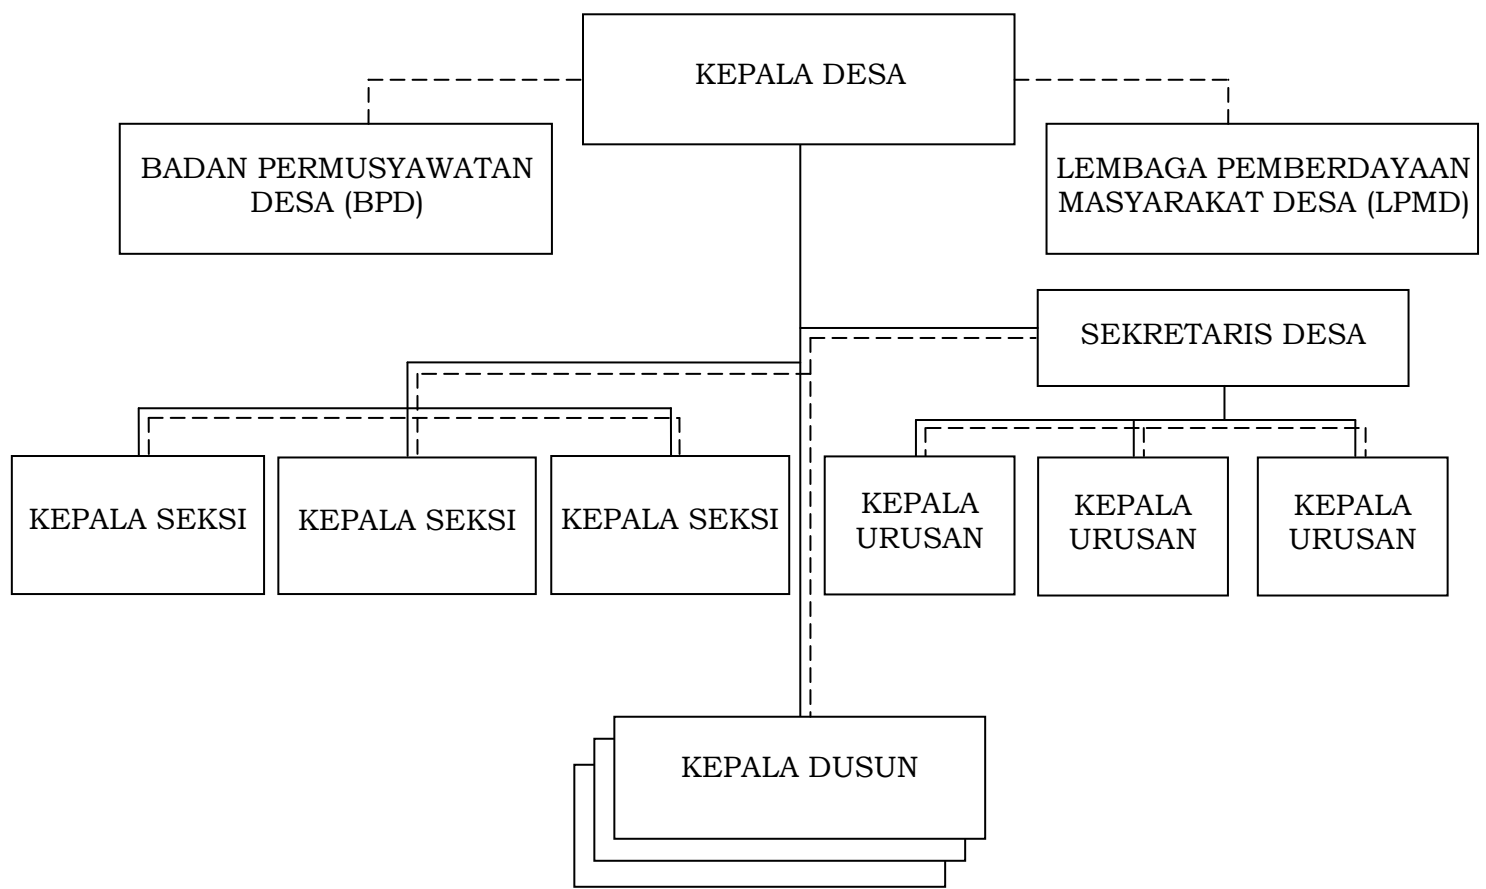 KEPALA DESA
BADAN PERMUSYAWATAN
DESA (BPD)
LEMBAGA PEMBERDAYAAN
MASYARAKAT DESA (LPMD)
SEKRETARIS DESA
KEPALA SEKSI
KEPALA SEKSI
KEPALA SEKSI
KEPALA
URUSAN
KEPALA
URUSAN
KEPALA
URUSAN
KEPALA DUSUN